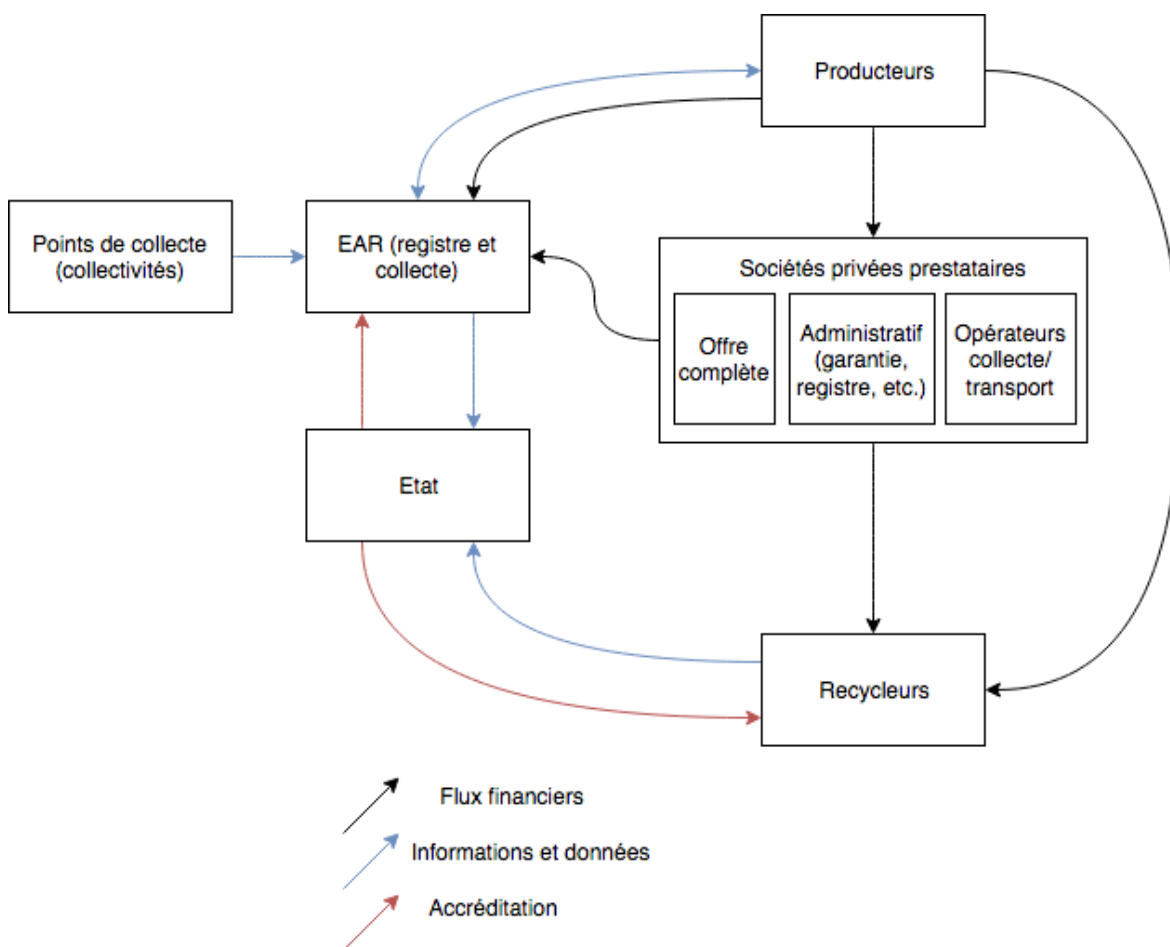 Producteurs
Points de collecte
(collectivités)
EAR (registre et
collecte)
Sociétés privées prestataires
Offre
complète
Administratif
(garantie,
registre, etc.)
Opérateurs
collecte/
transport
Etat
Recycleurs
Flux financiers
Informations et données
Accréditation